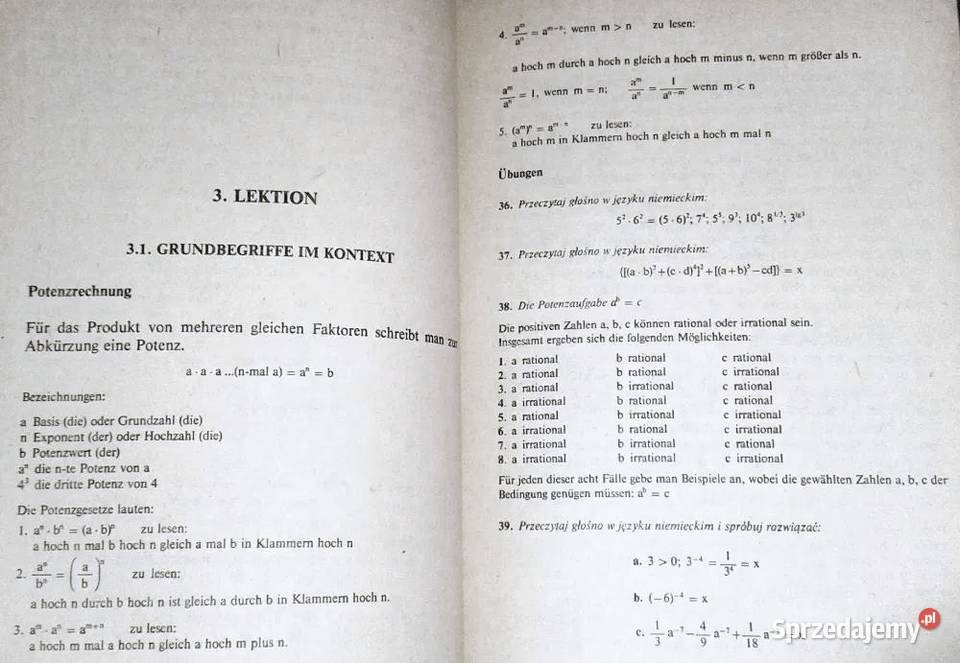 3. LEKTION
3.1. GRUNDBEGRIFFE IM KONTEXT
Potenzrechnung
Für das Produkt von mehreren gleichen Faktoren schreibt man zur
Abkürzung eine Potenz.
a · a · a ...(n-mal a) = aⁿ = b
Bezeichnungen:
a Basis (die) oder Grundzahl (die)
n Exponent (der) oder Hochzahl (die)
b Potenzwert (der)
aⁿ die n-te Potenz von a
4³ die dritte Potenz von 4
Die Potenzgesetze lauten:
1. aⁿ · bⁿ = (a · b)ⁿ zu lesen:
a hoch n mal b hoch n gleich a mal b in Klammern hoch n
2. aⁿ/bⁿ = (a/b)ⁿ zu lesen:
a hoch n durch b hoch n ist gleich a durch b in Klammern hoch n.
3. aᵐ · aⁿ = aᵐ⁺ⁿ zu lesen:
a hoch m mal a hoch n gleich a hoch m plus n.
4. aᵐ/aⁿ = aᵐ⁻ⁿ; wenn m > n zu lesen:
a hoch m durch a hoch n gleich a hoch m minus n, wenn m größer als n.
aᵐ/aⁿ = 1, wenn m = n; aᵐ/aⁿ = 1/aⁿ⁻ᵐ wenn m < n
5. (aᵐ)ⁿ = aᵐ · ⁿ zu lesen:
a hoch m in Klammern hoch n gleich a hoch m mal n
Übungen
36. Przeczytaj głośno w języku niemieckim:
5² · 6² = (5 · 6)²; 7⁴; 5⁵; 9³; 10⁴; 8^1/3; 3^lg3
37. Przeczytaj głośno w języku niemieckim:
{[(a · b)⁷+(c · d)⁴]²+[(a+b)⁵−cd]} = x
38. Die Potenzaufgabe aᵇ = c
Die positiven Zahlen a, b, c können rational oder irrational sein.
Insgesamt ergeben sich die folgenden Möglichkeiten:
1. a rational b rational c rational
2. a rational b rational c irrational
3. a rational b irrational c rational
4. a irrational b rational c rational
5. a rational b irrational c irrational
6. a irrational b rational c irrational
7. a irrational b irrational c rational
8. a irrational b irrational c irrational
Für jeden dieser acht Fälle gebe man Beispiele an, wobei die gewählten Zahlen a, b, c der
Bedingung genügen müssen: aᵇ = c
39. Przeczytaj głośno w języku niemieckim i spróbuj rozwiązać:
a. 3 > 0; 3⁻⁴ = 1/3⁴ = x
b. (−6)⁻⁴ = x
c. 1/3 a⁻⁷ − 4/9 a⁻⁷ + 1/18 a
Sprzedajemy.pl